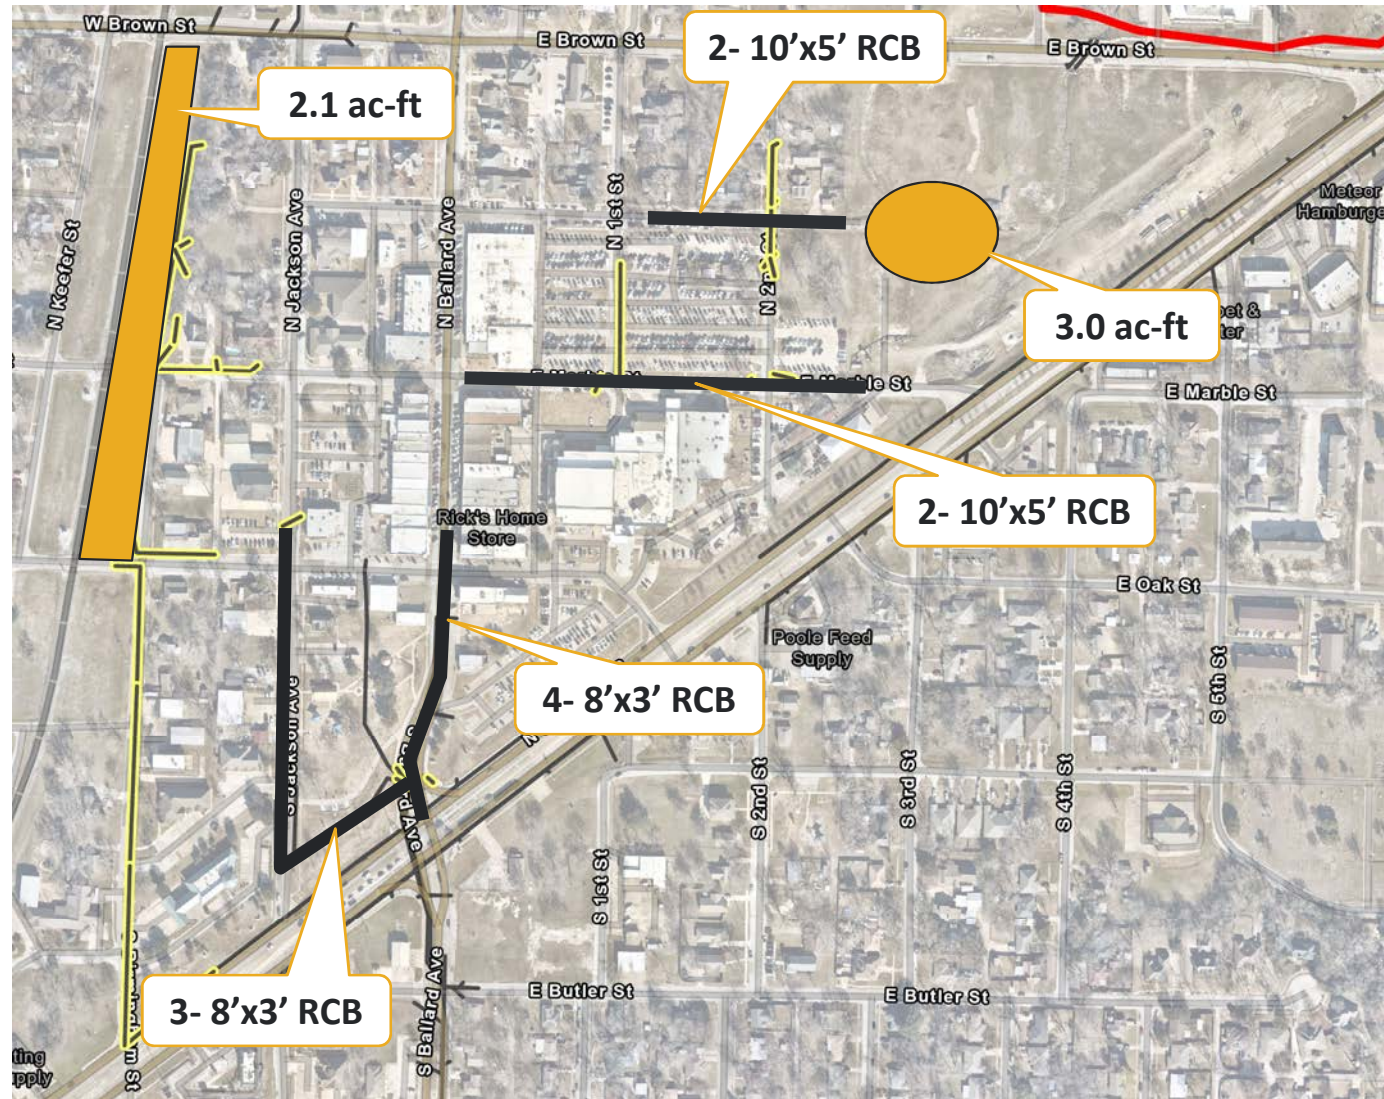 W Brown St
E Brown St
E Brown St
2- 10’x5’ RCB
2.1 ac-ft
N Keefer St
N Jackson Ave
N Ballard Ave
N 1st St
Meteor
Hamburge
3.0 ac-ft
E Marble St
2- 10’x5’ RCB
Rick's Home
Store
E Oak St
Poole Feed
Supply
4- 8’x3’ RCB
S Jackson Ave
S 1st St
S 2nd St
S 3rd St
S 4th St
S 5th St
3- 8’x3’ RCB
S Ballard Ave
E Butler St
E Butler St